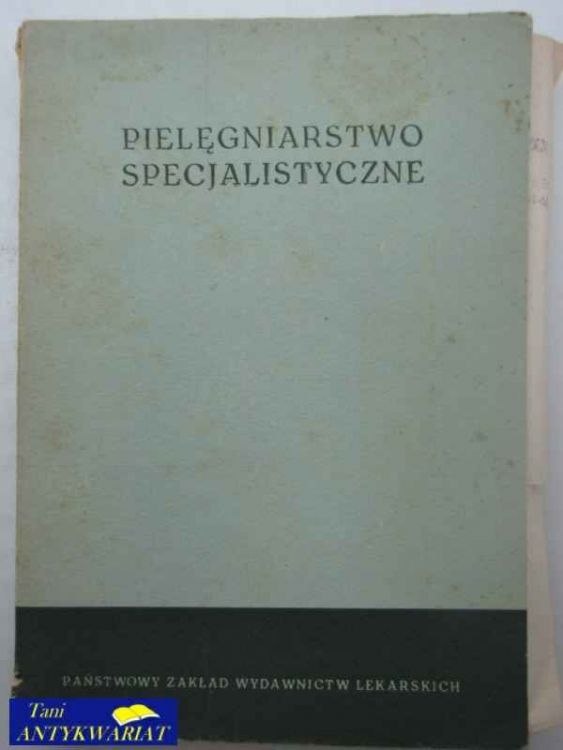 PIELĘGNIARSTWO
SPECJALISTYCZNE
PAŃSTWOWY ZAKŁAD WYDAWNICTW LEKARSKICH
Tani
ANTYKWARIAT